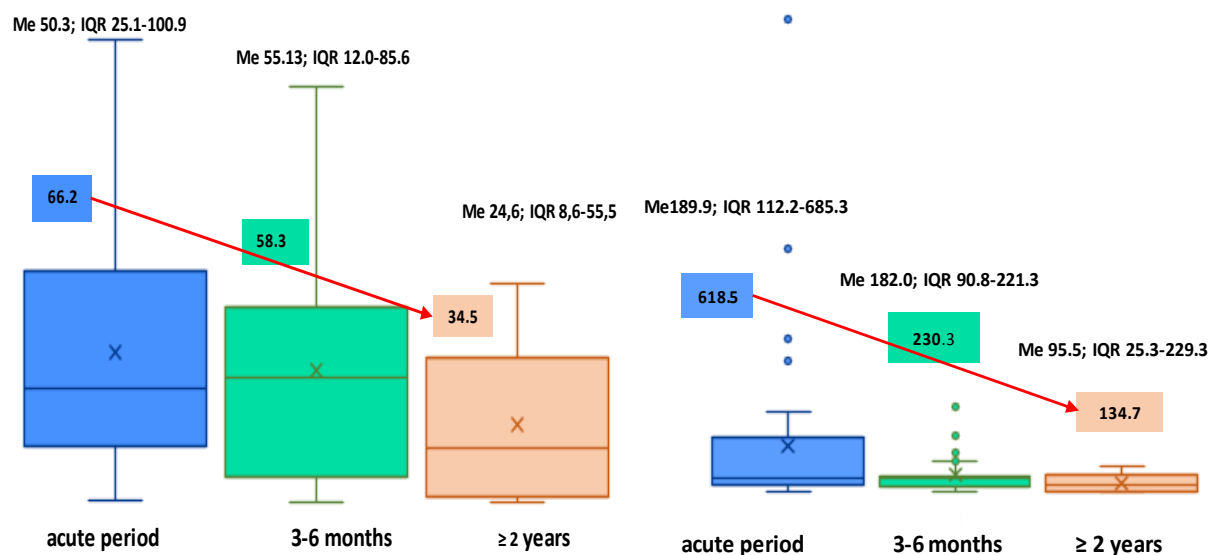 Me 50.3; IQR 25.1-100.9
Me 55.13; IQR 12.0-85.6
66.2
58.3
Me 24,6; IQR 8,6-55,5
34.5
acute period
3-6 months
≥ 2 years
Me189.9; IQR 112.2-685.3
618.5
Me 182.0; IQR 90.8-221.3
230.3
Me 95.5; IQR 25.3-229.3
134.7
acute period
3-6 months
≥ 2 years